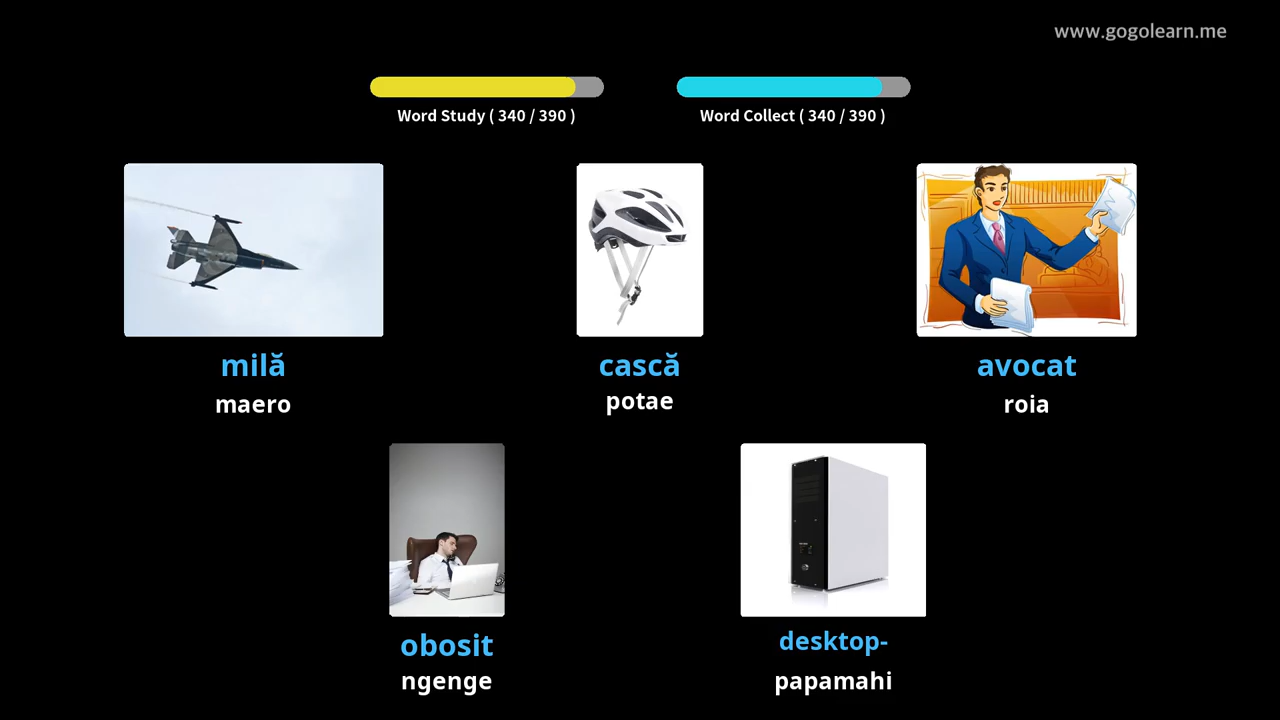 www.gogolearn.me
Word Study ( 340 / 390 )
Word Collect ( 340 / 390 )
milă
maero
cască
potae
avocat
roia
obosit
ngenge
desktop-
papamahi